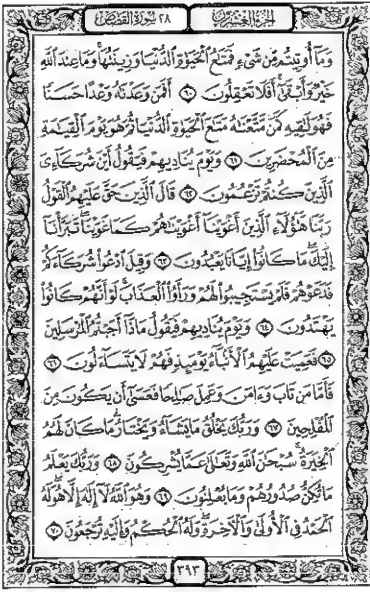 الجزء العشرون
٢٨ سورة القصص
وَمَآ أُوتِيتُم مِّن شَىْءٍ فَمَتَٰعُ ٱلْحَيَوٰةِ ٱلدُّنْيَا وَزِينَتُهَا ۚ وَمَا عِندَ ٱللَّهِ
خَيْرٌ وَأَبْقَىٰٓ ۚ أَفَلَا تَعْقِلُونَ ۝٦٠ أَفَمَن وَعَدْنَٰهُ وَعْدًا حَسَنًا
فَهُوَ لَٰقِيهِ كَمَن مَّتَّعْنَٰهُ مَتَٰعَ ٱلْحَيَوٰةِ ٱلدُّنْيَا ثُمَّ هُوَ يَوْمَ ٱلْقِيَٰمَةِ
مِنَ ٱلْمُحْضَرِينَ ۝٦١ وَيَوْمَ يُنَادِيهِمْ فَيَقُولُ أَيْنَ شُرَكَآءِىَ
ٱلَّذِينَ كُنتُمْ تَزْعُمُونَ ۝٦٢ قَالَ ٱلَّذِينَ حَقَّ عَلَيْهِمُ ٱلْقَوْلُ
رَبَّنَا هَٰٓؤُلَآءِ ٱلَّذِينَ أَغْوَيْنَآ أَغْوَيْنَٰهُمْ كَمَا غَوَيْنَا ۖ تَبَرَّأْنَآ
إِلَيْكَ ۖ مَا كَانُوٓا۟ إِيَّانَا يَعْبُدُونَ ۝٦٣ وَقِيلَ ٱدْعُوا۟ شُرَكَآءَكُمْ
فَدَعَوْهُمْ فَلَمْ يَسْتَجِيبُوا۟ لَهُمْ وَرَأَوُا۟ ٱلْعَذَابَ ۚ لَوْ أَنَّهُمْ كَانُوا۟
يَهْتَدُونَ ۝٦٤ وَيَوْمَ يُنَادِيهِمْ فَيَقُولُ مَاذَآ أَجَبْتُمُ ٱلْمُرْسَلِينَ
۝٦٥ فَعَمِيَتْ عَلَيْهِمُ ٱلْأَنۢبَآءُ يَوْمَئِذٍ فَهُمْ لَا يَتَسَآءَلُونَ ۝٦٦
فَأَمَّا مَن تَابَ وَءَامَنَ وَعَمِلَ صَٰلِحًا فَعَسَىٰٓ أَن يَكُونَ مِنَ
ٱلْمُفْلِحِينَ ۝٦٧ وَرَبُّكَ يَخْلُقُ مَا يَشَآءُ وَيَخْتَارُ ۗ مَا كَانَ لَهُمُ
ٱلْخِيَرَةُ ۚ سُبْحَٰنَ ٱللَّهِ وَتَعَٰلَىٰ عَمَّا يُشْرِكُونَ ۝٦٨ وَرَبُّكَ يَعْلَمُ
مَا تُكِنُّ صُدُورُهُمْ وَمَا يُعْلِنُونَ ۝٦٩ وَهُوَ ٱللَّهُ لَآ إِلَٰهَ إِلَّا هُوَ ۖ لَهُ
ٱلْحَمْدُ فِى ٱلْأُولَىٰ وَٱلْءَاخِرَةِ ۖ وَلَهُ ٱلْحُكْمُ وَإِلَيْهِ تُرْجَعُونَ ۝٧٠
٣٩٣